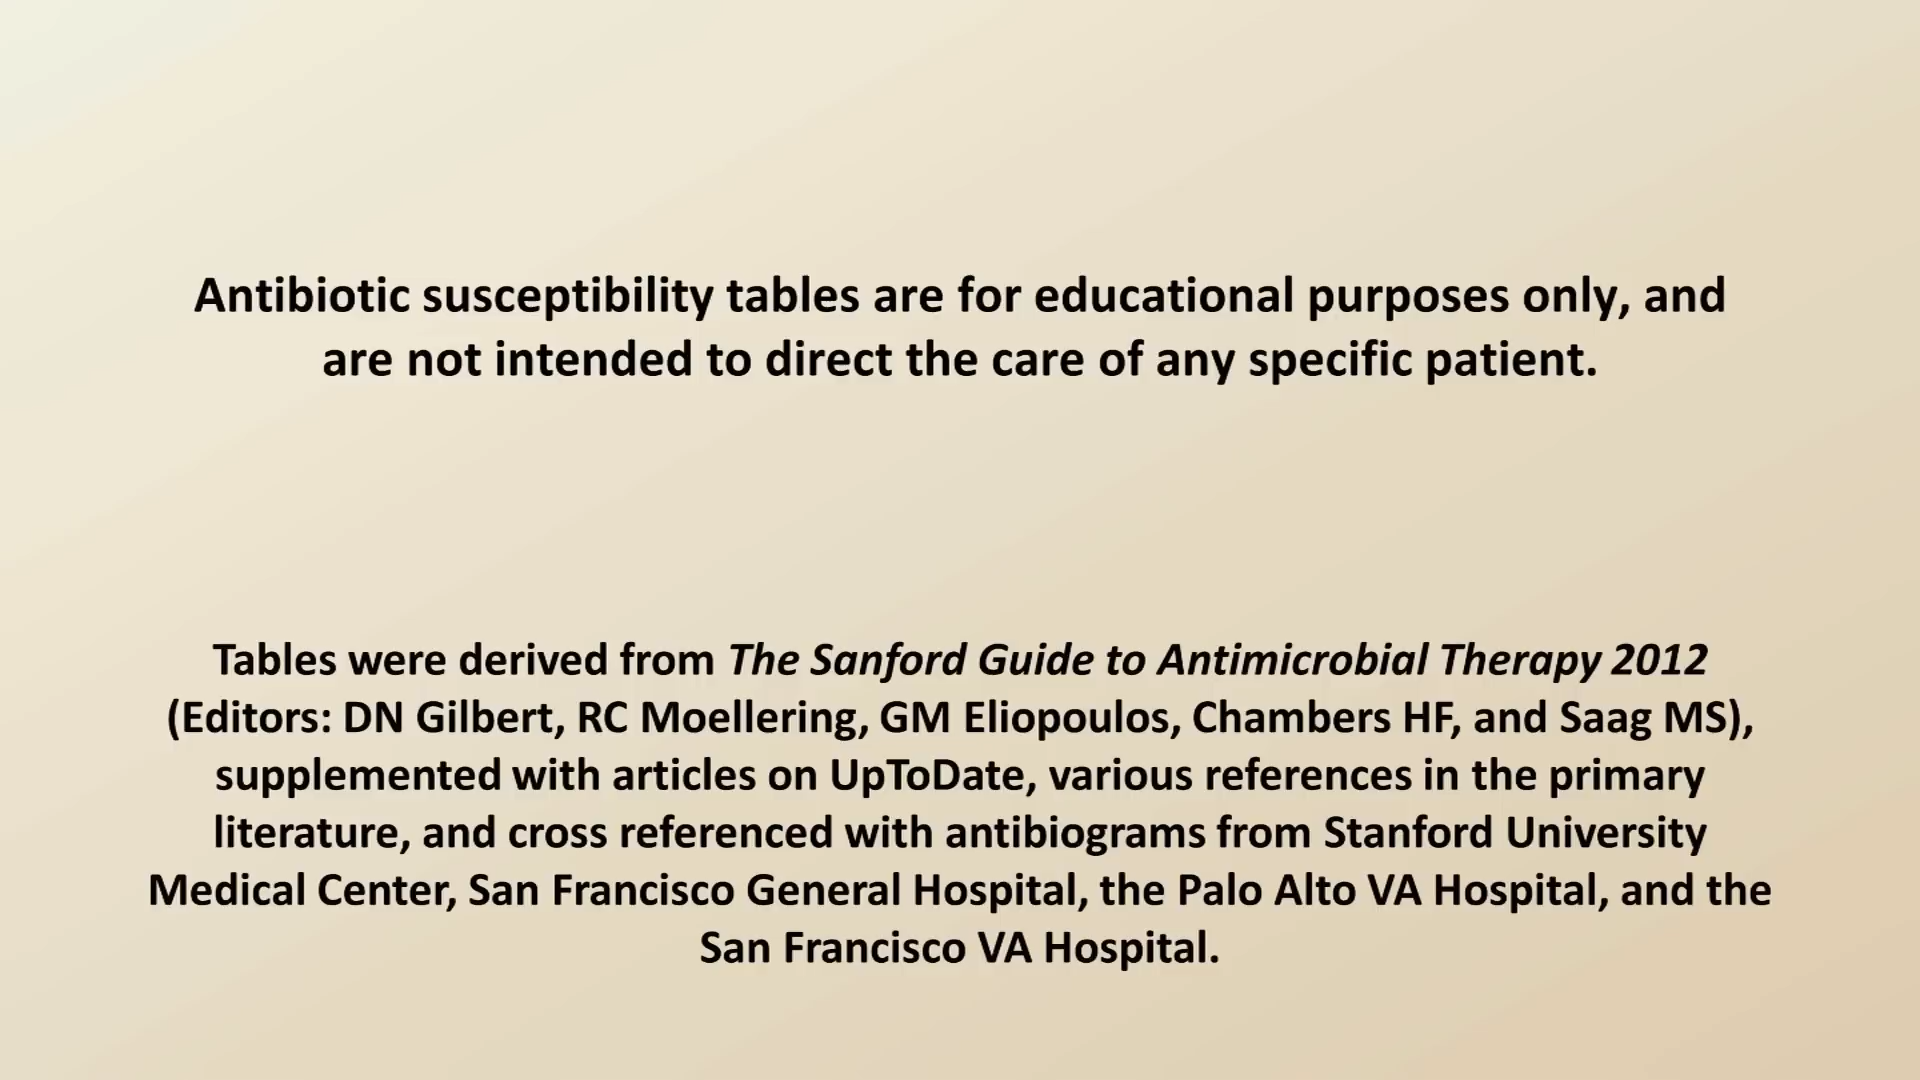 Antibiotic susceptibility tables are for educational purposes only, and
are not intended to direct the care of any specific patient.
Tables were derived from The Sanford Guide to Antimicrobial Therapy 2012
(Editors: DN Gilbert, RC Moellering, GM Eliopoulos, Chambers HF, and Saag MS),
supplemented with articles on UpToDate, various references in the primary
literature, and cross referenced with antibiograms from Stanford University
Medical Center, San Francisco General Hospital, the Palo Alto VA Hospital, and the
San Francisco VA Hospital.